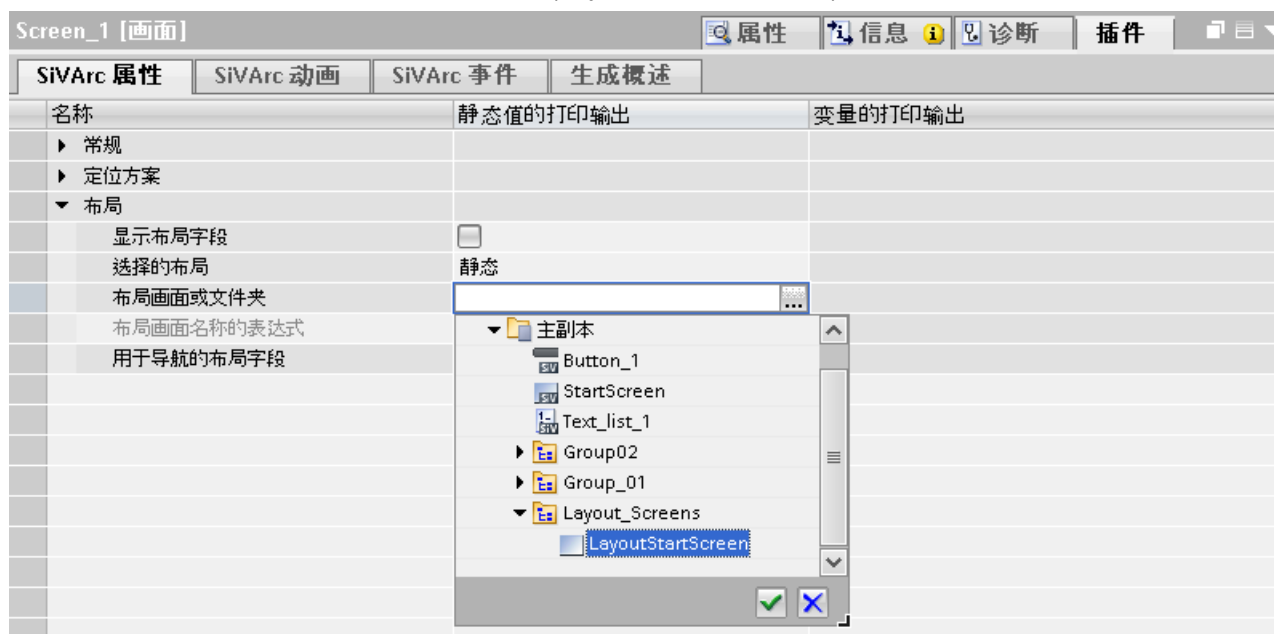 Screen_1 [画面] 属性 信息 诊断 插件
SiVArc 属性 SiVArc 动画 SiVArc 事件 生成概述
名称 静态值的打印输出 变量的打印输出
常规
定位方案
布局
显示布局字段
选择的布局 静态
布局画面或文件夹 ...
布局画面名称的表达式 主副本
用于导航的布局字段 Button_1
StartScreen
Text_list_1
Group02
Group_01
Layout_Screens
LayoutStartScreen